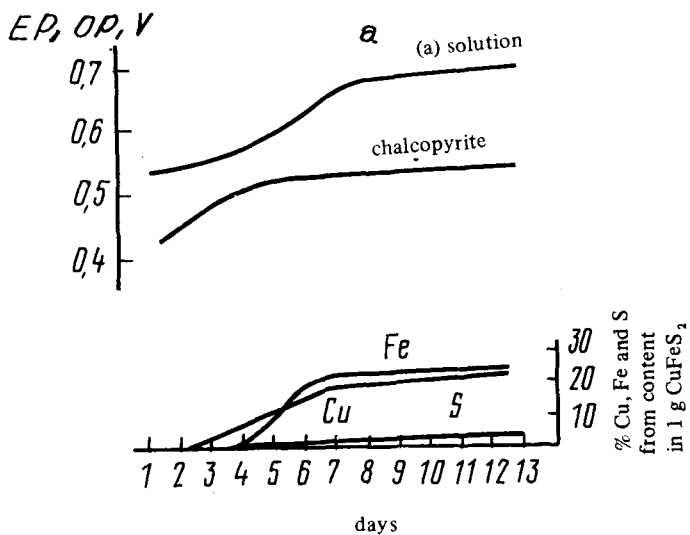 EP, OP, V
a
(a) solution
0,7
0,6
chalcopyrite
0,5
0,4
Fe
30
20
10
Cu
S
% Cu, Fe and S
from content
in 1 g CuFeS₂
1 2 3 4 5 6 7 8 9 10 11 12 13
days